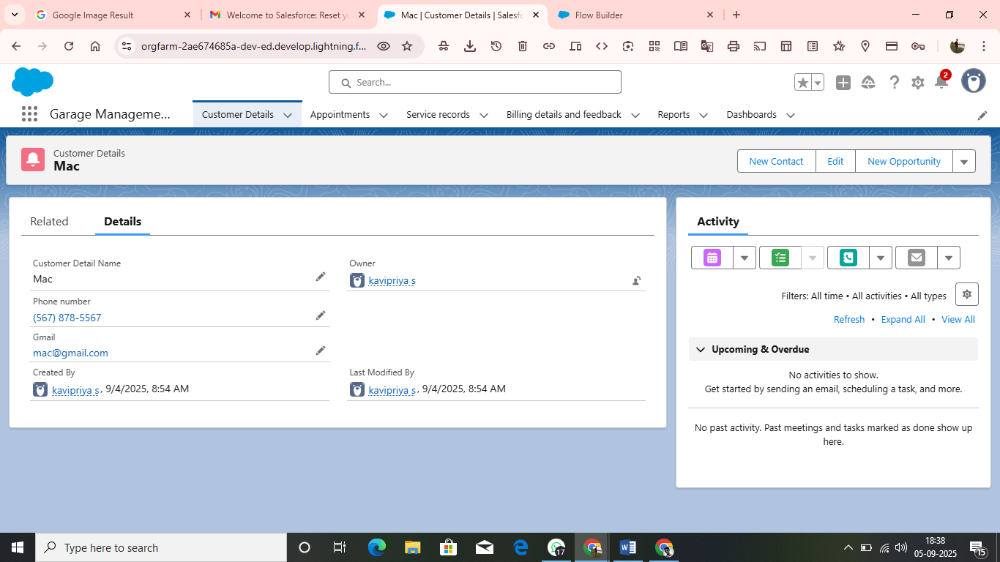 Google Image Result
Welcome to Salesforce: Reset yo
Mac | Customer Details | Salesfo
Flow Builder
orgfarm-2ae674685a-dev-ed.develop.lightning.f...
Search...
2
Garage Manageme...
Customer Details
Appointments
Service records
Billing details and feedback
Reports
Dashboards
Customer Details
Mac
New Contact
Edit
New Opportunity
Related
Details
Customer Detail Name
Mac
Owner
kavipriya s
Phone number
(567) 878-5567
Gmail
mac@gmail.com
Created By
kavipriya s, 9/4/2025, 8:54 AM
Last Modified By
kavipriya s, 9/4/2025, 8:54 AM
Activity
Filters: All time • All activities • All types
Refresh • Expand All • View All
Upcoming & Overdue
No activities to show.
Get started by sending an email, scheduling a task, and more.
No past activity. Past meetings and tasks marked as done show up
here.
Type here to search
17
18:38
05-09-2025
15